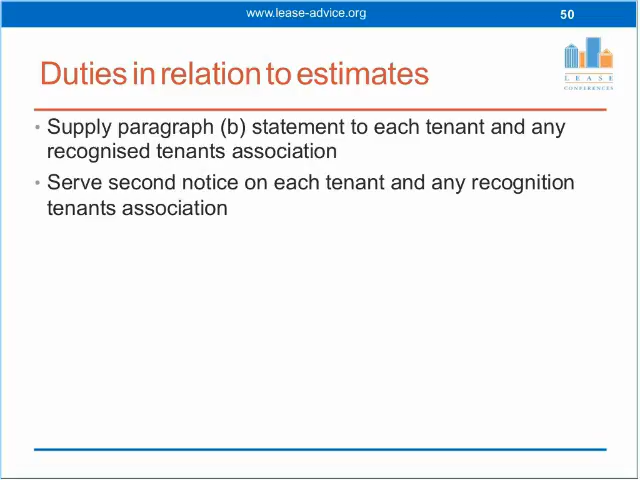 www.lease-advice.org
50
Duties in relation to estimates
LEASE
CONFERENCES
• Supply paragraph (b) statement to each tenant and any
recognised tenants association
• Serve second notice on each tenant and any recognition
tenants association